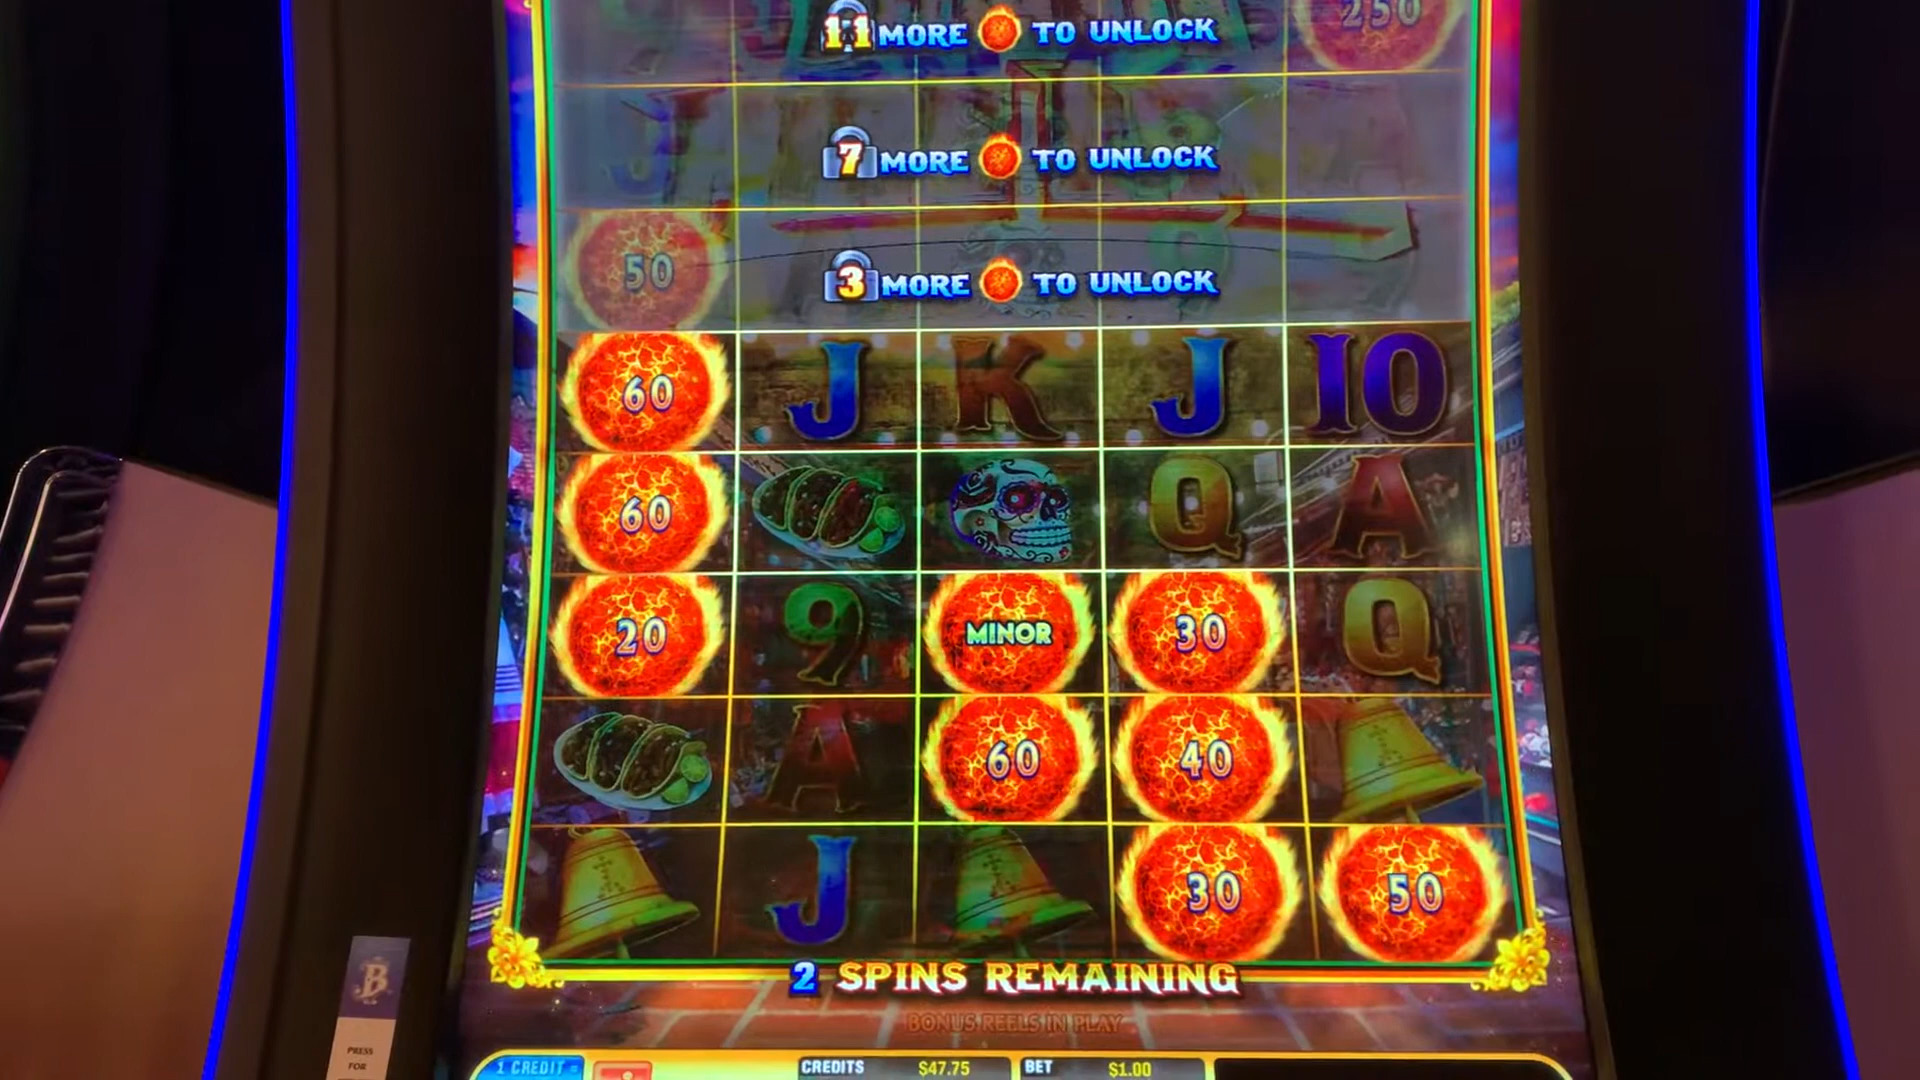 11 MORE TO UNLOCK 250
J
7 MORE TO UNLOCK
50 3 MORE TO UNLOCK
60 J K J 10
60 Q A
20 9 MINOR 30 Q
A 60 40
J 30 50
2 SPINS REMAINING
BONUS REELS IN PLAY
B
PRESS
FOR
1 CREDIT = CREDITS $47.75 BET $1.00